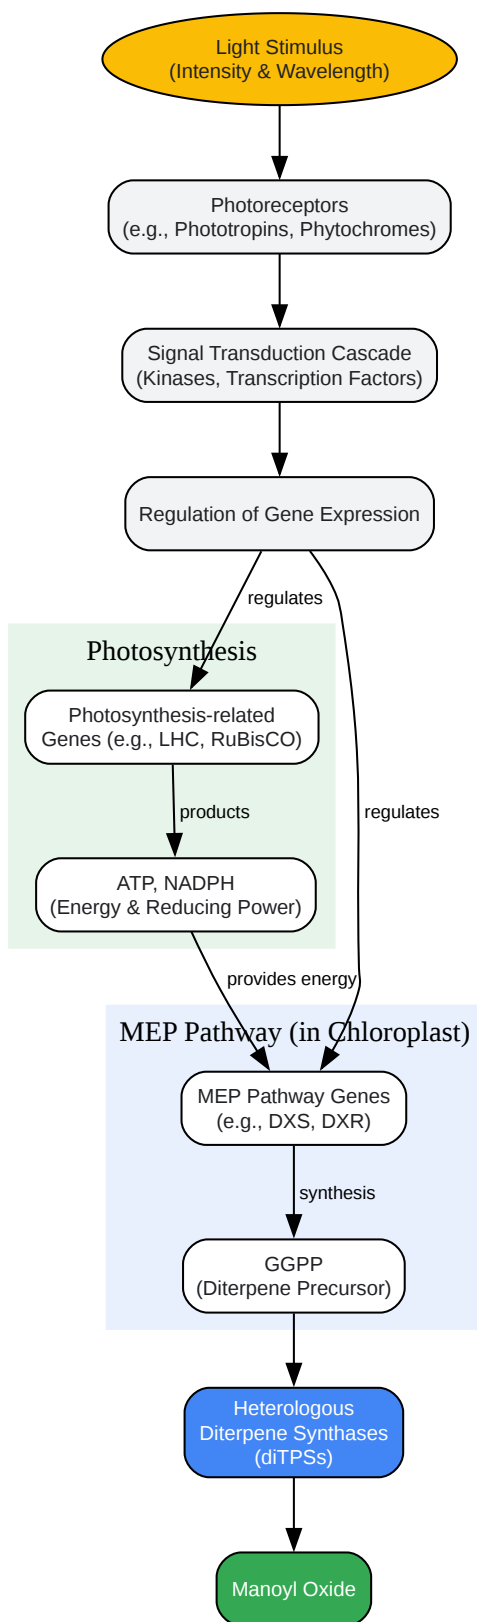 Light Stimulus
(Intensity & Wavelength)
Photoreceptors
(e.g., Phototropins, Phytochromes)
Signal Transduction Cascade
(Kinases, Transcription Factors)
Regulation of Gene Expression
regulates
Photosynthesis
Photosynthesis-related
Genes (e.g., LHC, RuBisCO)
products
regulates
ATP, NADPH
(Energy & Reducing Power)
provides energy
MEP Pathway (in Chloroplast)
MEP Pathway Genes
(e.g., DXS, DXR)
synthesis
GGPP
(Diterpene Precursor)
Heterologous
Diterpene Synthases
(diTPSs)
Manoyl Oxide